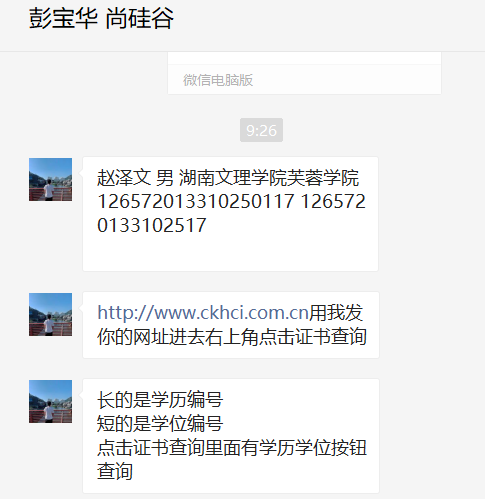 彭宝华 尚硅谷
微信电脑版
9:26
赵泽文 男 湖南文理学院芙蓉学院
126572013310250117 126572
0133102517
http://www.ckhci.com.cn用我发
你的网址进去右上角点击证书查询
长的是学历编号
短的是学位编号
点击证书查询里面有学历学位按钮
查询